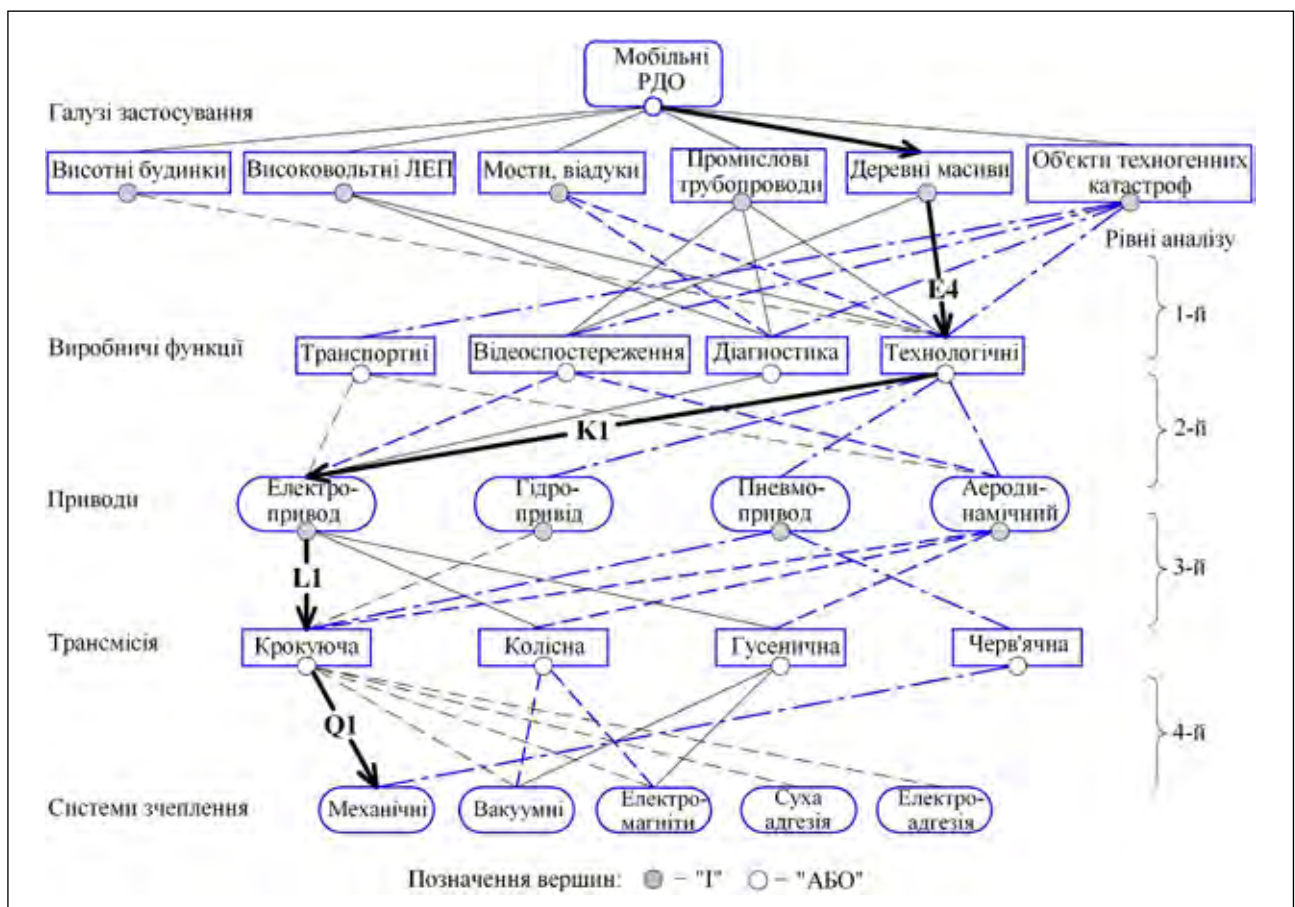 Мобільні
РДО
Галузі застосування
Висотні будинки
Високовольтні ЛЕП
Мости, віадуки
Промислові
трубопроводи
Деревні масиви
Об'єкти техногенних
катастроф
Рівні аналізу
E4
1-й
Виробничі функції
Транспортні
Відеоспостереження
Діагностика
Технологічні
K1
2-й
Приводи
Електро-
привод
Гідро-
привід
Пневмо-
привод
Аероди-
намічний
L1
3-й
Трансмісія
Крокуюча
Колісна
Гусенична
Черв'ячна
Q1
4-й
Системи зчеплення
Механічні
Вакуумні
Електро-
магніти
Суха
адгезія
Електро-
адгезія
Позначення вершин: – "І" – "АБО"